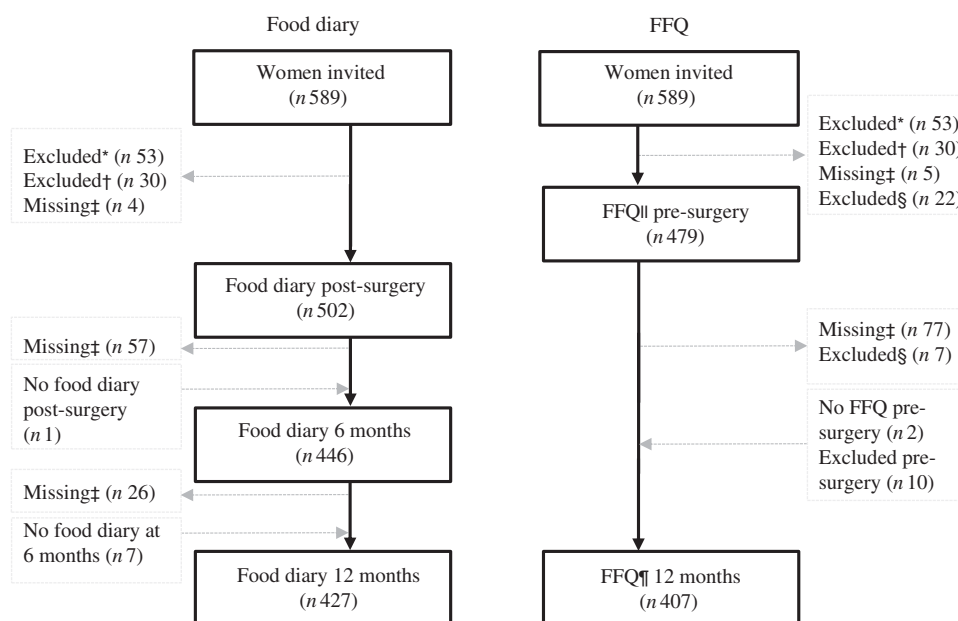 Food diary
Women invited
(n 589)
Excluded* (n 53)
Excluded† (n 30)
Missing‡ (n 4)
Food diary post-surgery
(n 502)
Missing‡ (n 57)
No food diary
post-surgery
(n 1)
Food diary 6 months
(n 446)
Missing‡ (n 26)
No food diary at
6 months (n 7)
Food diary 12 months
(n 427)
FFQ
Women invited
(n 589)
Excluded* (n 53)
Excluded† (n 30)
Missing‡ (n 5)
Excluded§ (n 22)
FFQ|| pre-surgery
(n 479)
Missing‡ (n 77)
Excluded§ (n 7)
No FFQ pre-
surgery (n 2)
Excluded pre-
surgery (n 10)
FFQ¶ 12 months
(n 407)